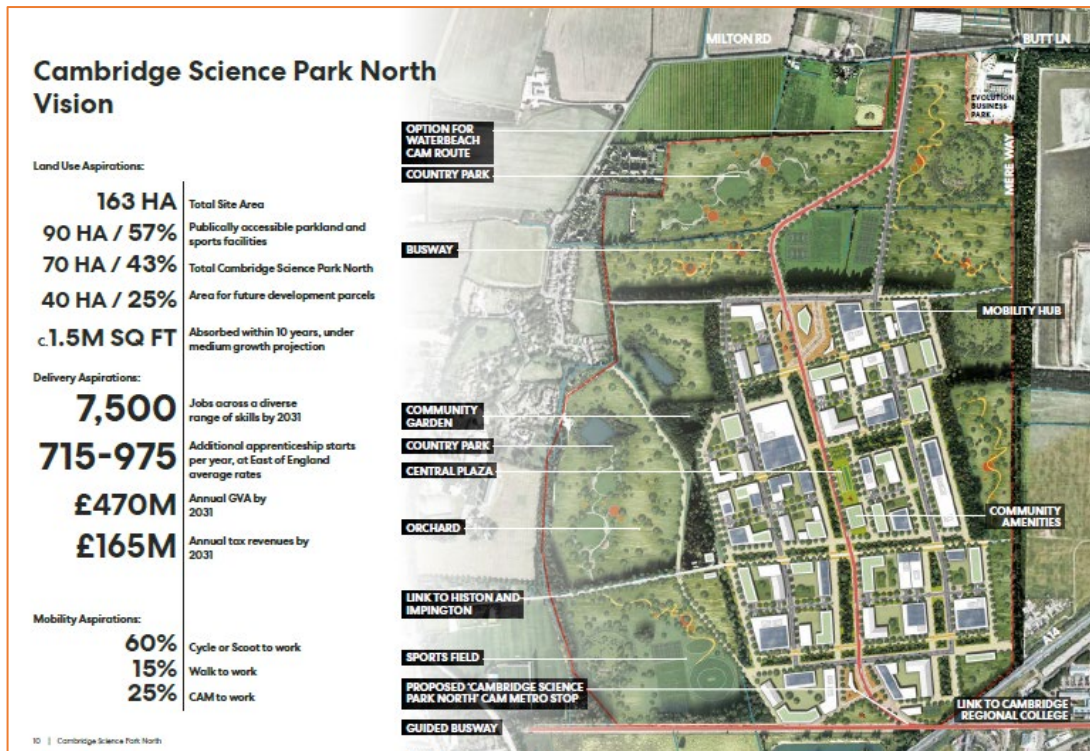 Cambridge Science Park North
Vision
Land Use Aspirations:
163 HA
Total Site Area
90 HA / 57%
Publically accessible parkland and
sports facilities
70 HA / 43%
Total Cambridge Science Park North
40 HA / 25%
Area for future development parcels
c.1.5M SQ FT
Absorbed within 10 years, under
medium growth projection
Delivery Aspirations:
7,500
Jobs across a diverse
range of skills by 2031
715-975
Additional apprenticeship starts
per year, at East of England
average rates
£470M
Annual GVA by
2031
£165M
Annual tax revenues by
2031
Mobility Aspirations:
60%
Cycle or Scoot to work
15%
Walk to work
25%
CAM to work
10 | Cambridge Science Park North
MILTON RD
BUTT LN
EVOLUTION
BUSINESS
PARK
MERE WAY
OPTION FOR
WATERBEACH
CAM ROUTE
COUNTRY PARK
BUSWAY
MOBILITY HUB
COMMUNITY
GARDEN
COUNTRY PARK
CENTRAL PLAZA
COMMUNITY
AMENITIES
ORCHARD
LINK TO HISTON AND
IMPINGTON
A14
SPORTS FIELD
PROPOSED 'CAMBRIDGE SCIENCE
PARK NORTH' CAM METRO STOP
LINK TO CAMBRIDGE
REGIONAL COLLEGE
GUIDED BUSWAY